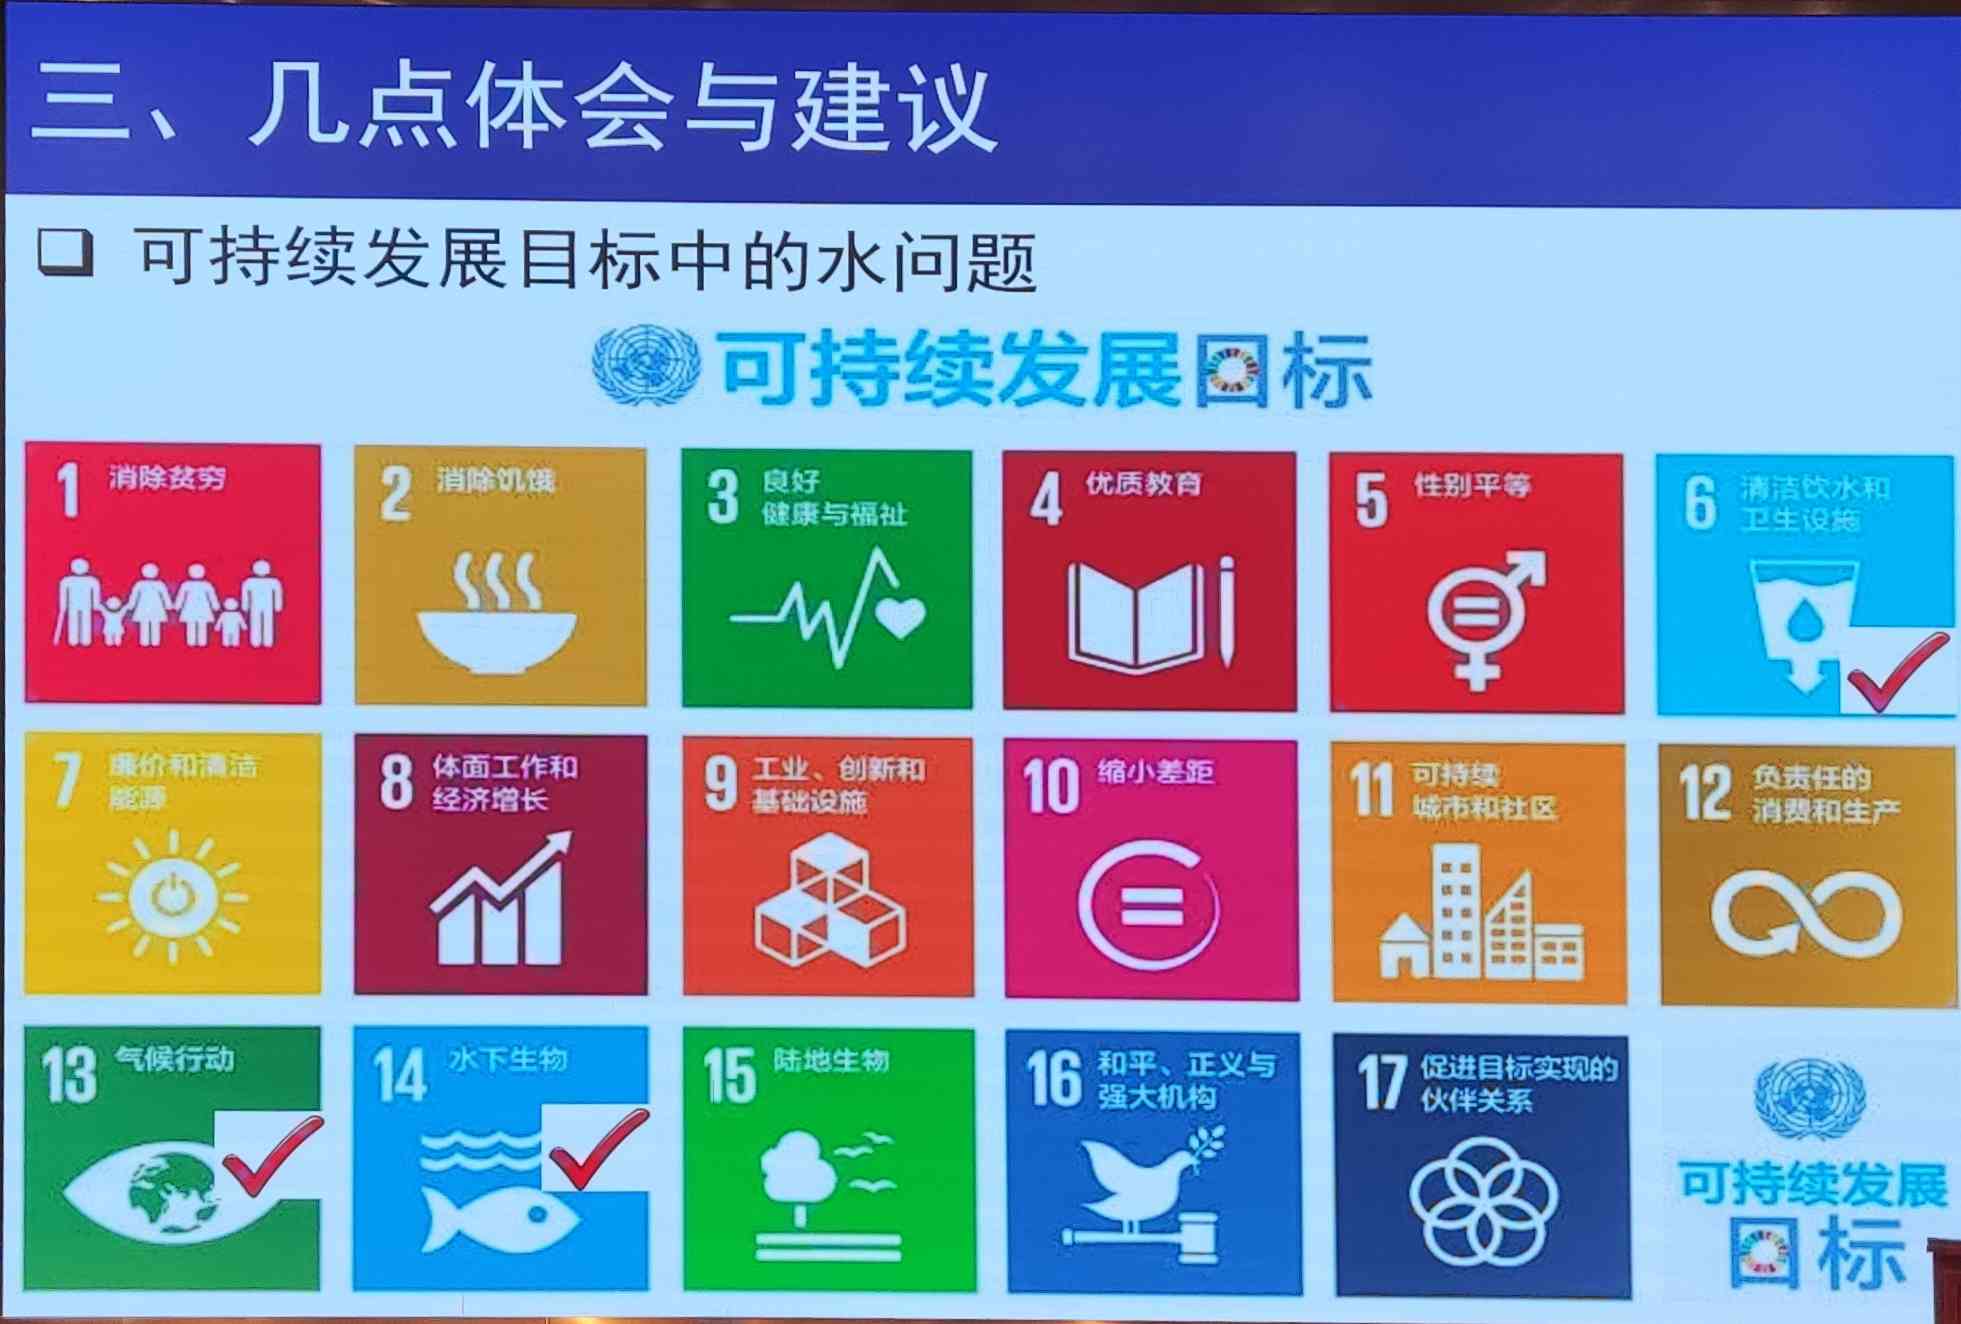 三、几点体会与建议
可持续发展目标中的水问题
可持续发展目标
1 消除贫穷
2 消除饥饿
3 良好
健康与福祉
4 优质教育
5 性别平等
6 清洁饮水和
卫生设施
7 廉价和清洁
能源
8 体面工作和
经济增长
9 工业、创新和
基础设施
10 缩小差距
11 可持续
城市和社区
12 负责任的
消费和生产
13 气候行动
14 水下生物
15 陆地生物
16 和平、正义与
强大机构
17 促进目标实现的
伙伴关系
可持续发展
目标